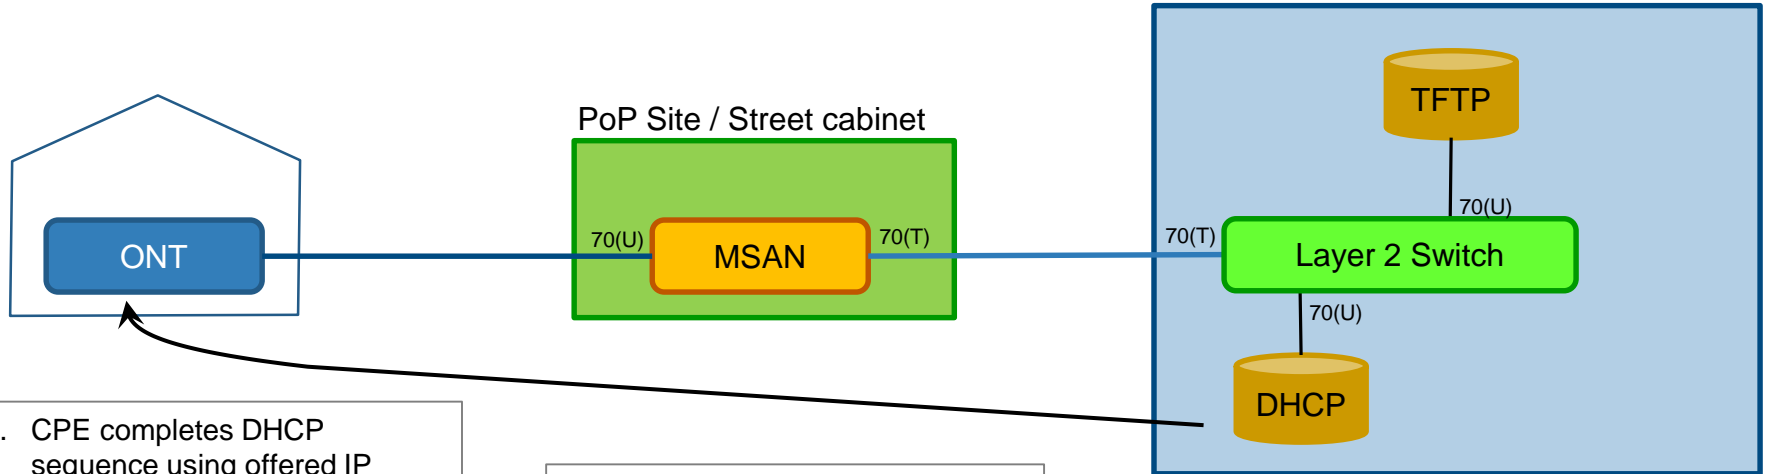 TFTP
PoP Site / Street cabinet
70(U)
ONT
70(U)
MSAN
70(T)
70(T)
Layer 2 Switch
70(U)
DHCP
. CPE completes DHCP
sequence using offered IP